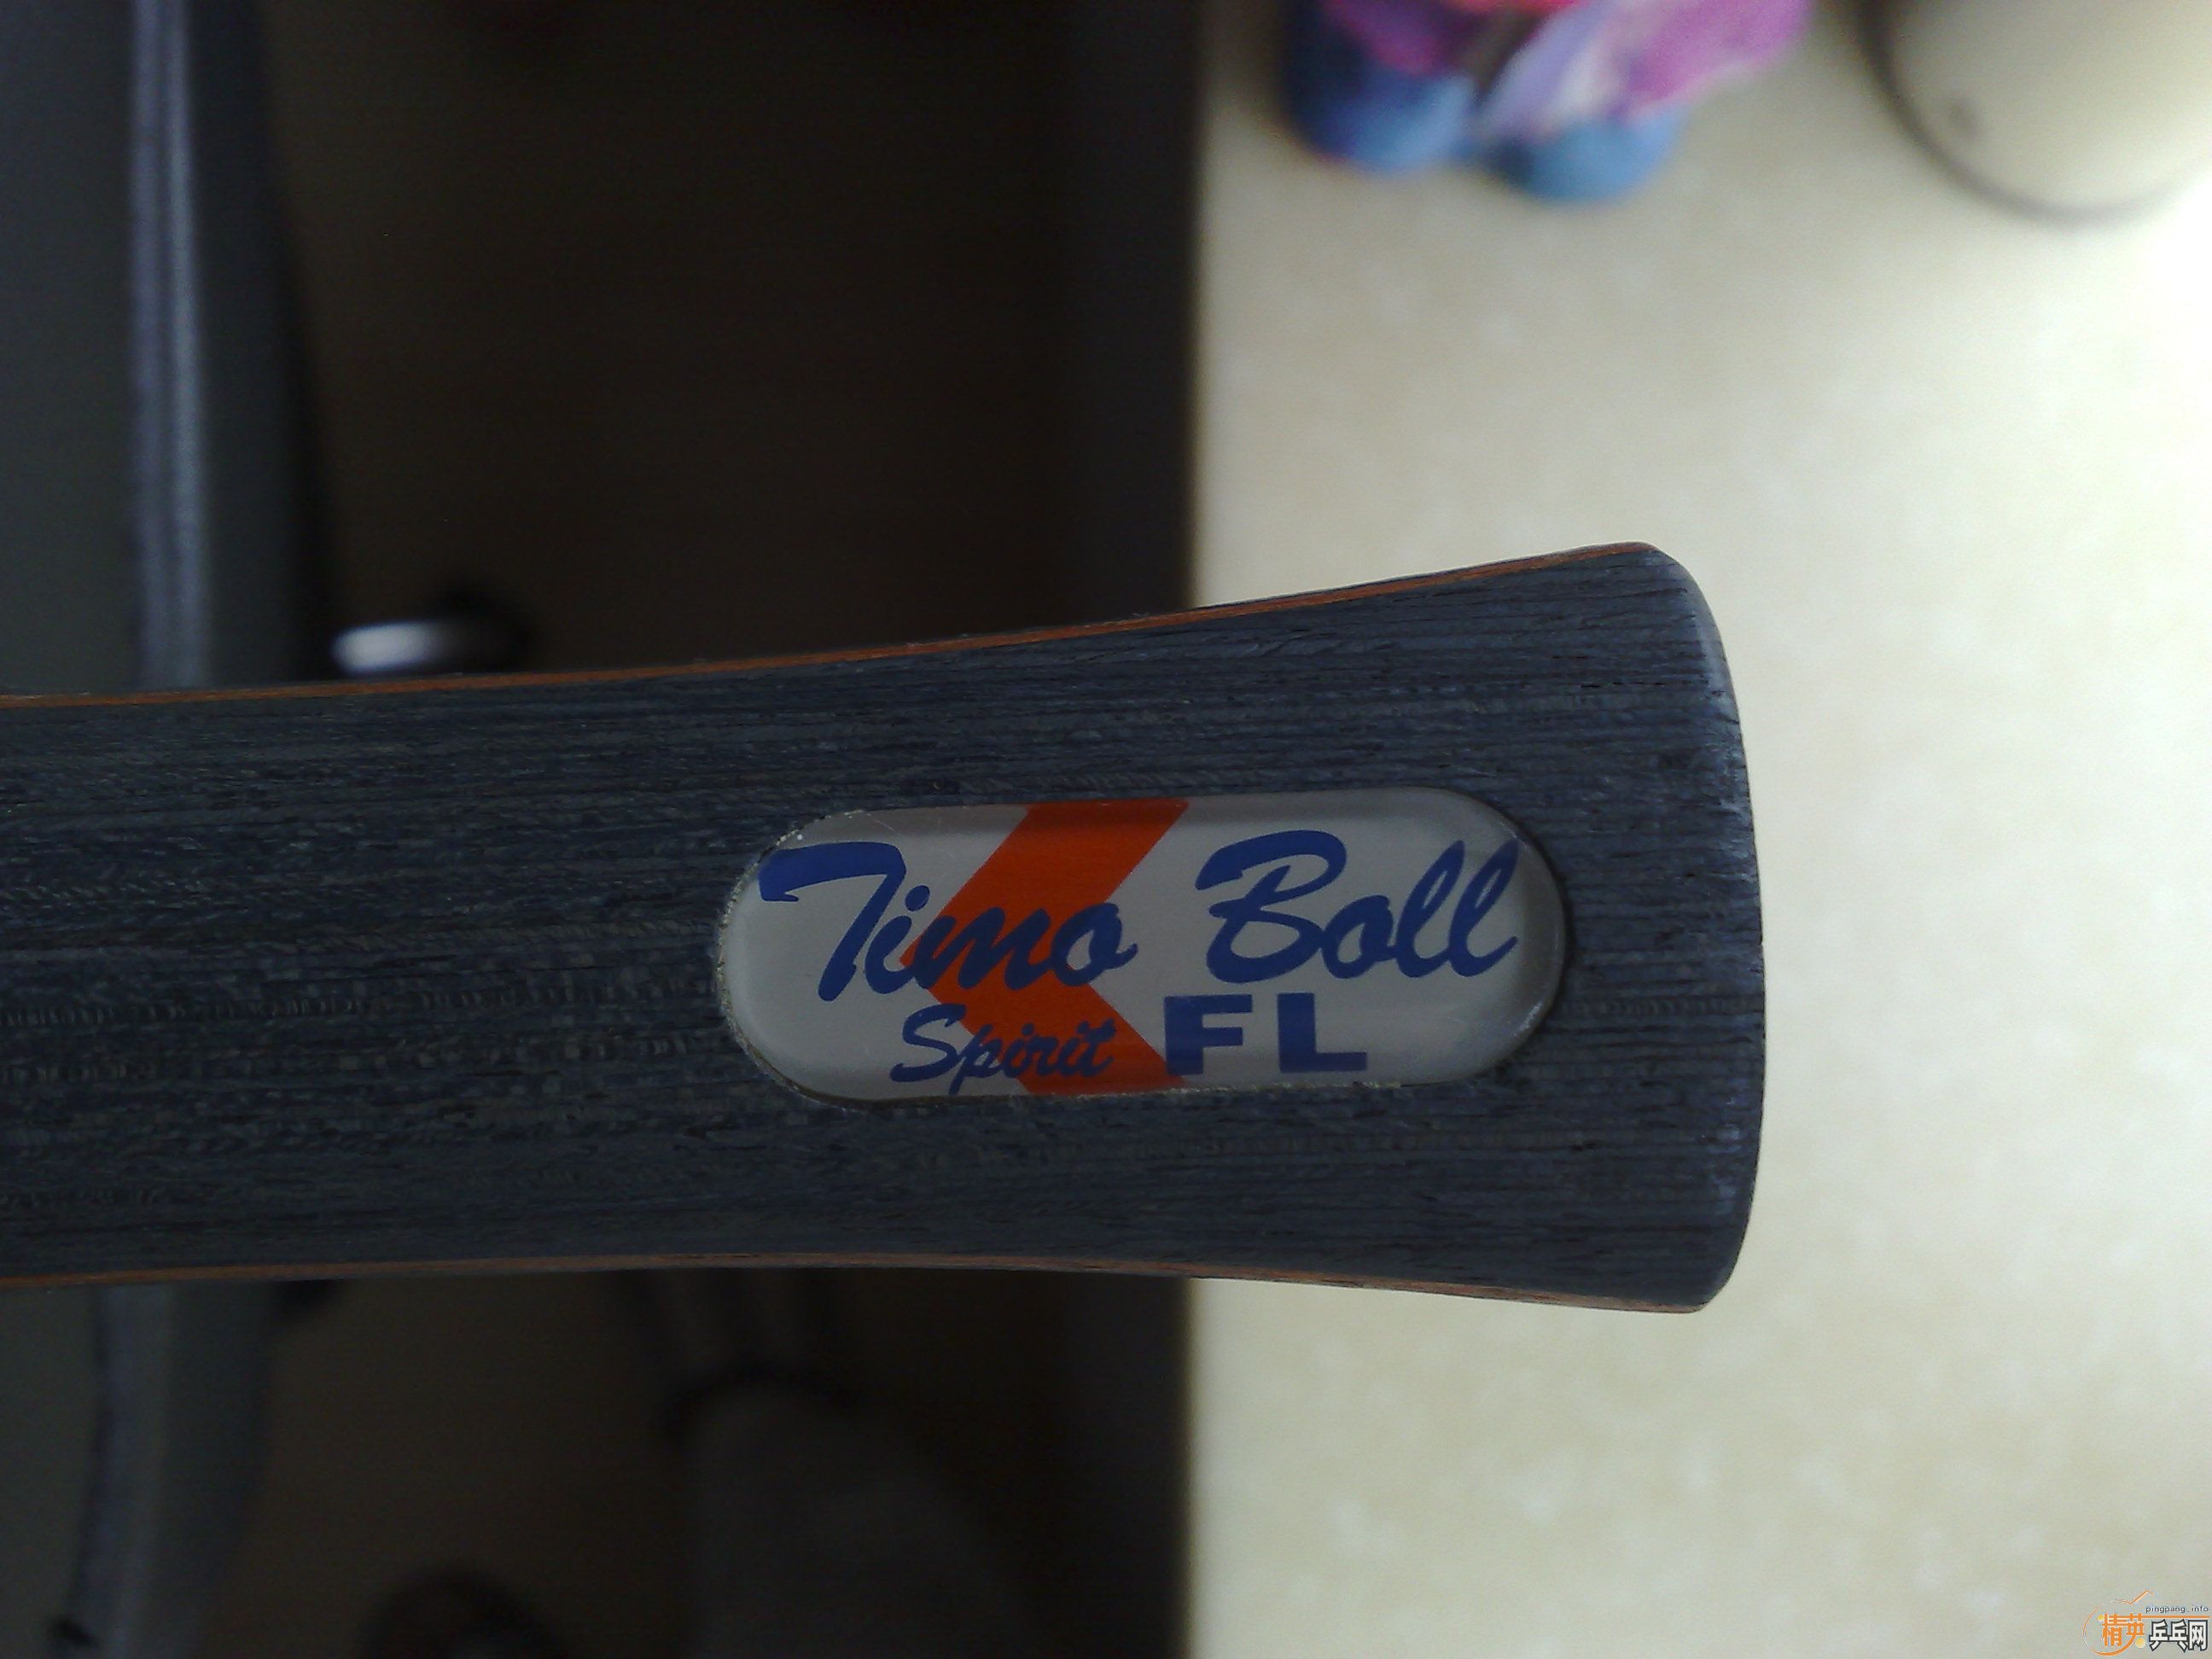 Timo Boll
Spirit FL
pingpang.info
精英乒乓网